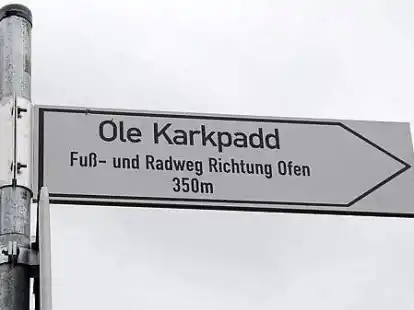 Ole Karkpadd
Fuß- und Radweg Richtung Ofen
350m